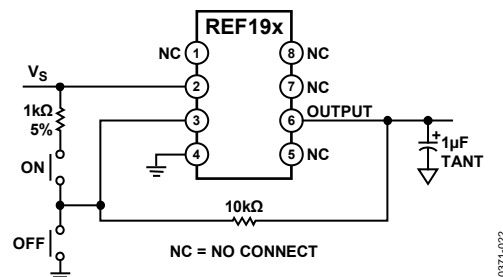 REF19x
NC 1
8 NC
VS
2
7 NC
1kΩ
5%
3
6 OUTPUT
+
1µF
TANT
4
5 NC
ON
10kΩ
OFF
NC = NO CONNECT